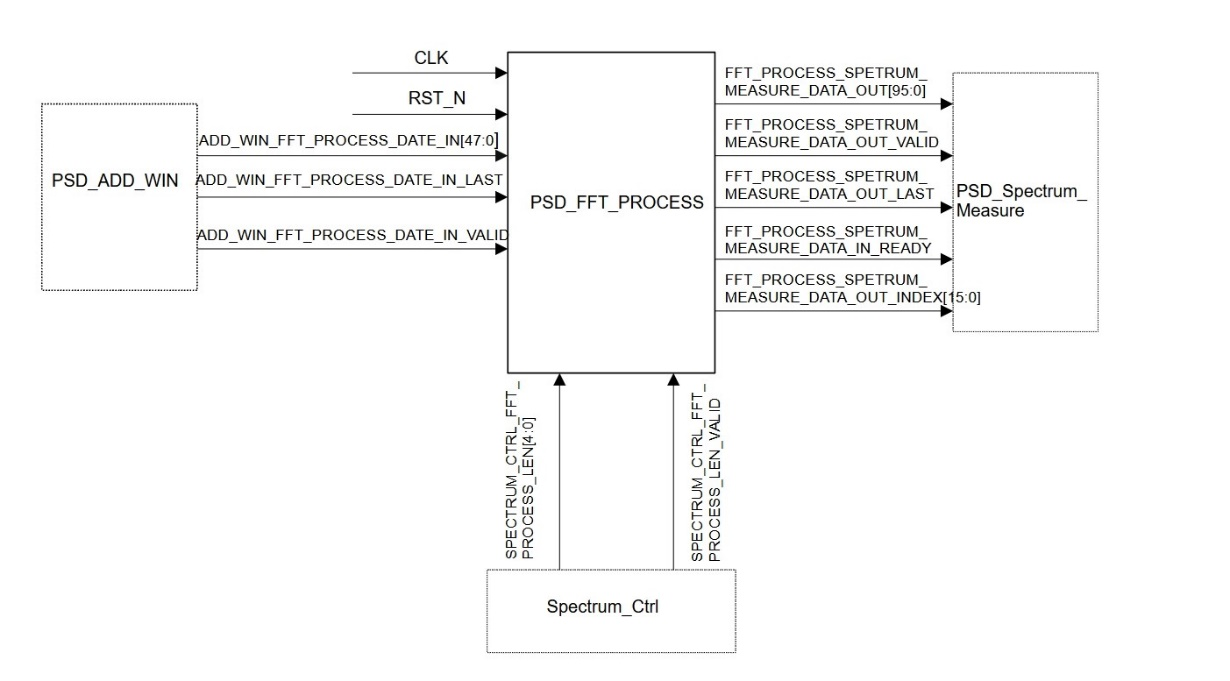 CLK
RST_N
PSD_ADD_WIN
ADD_WIN_FFT_PROCESS_DATE_IN[47:0]
ADD_WIN_FFT_PROCESS_DATE_IN_LAST
ADD_WIN_FFT_PROCESS_DATE_IN_VALID
PSD_FFT_PROCESS
FFT_PROCESS_SPETRUM_
MEASURE_DATA_OUT[95:0]
FFT_PROCESS_SPETRUM_
MEASURE_DATA_OUT_VALID
FFT_PROCESS_SPETRUM_
MEASURE_DATA_OUT_LAST
FFT_PROCESS_SPETRUM_
MEASURE_DATA_IN_READY
FFT_PROCESS_SPETRUM_
MEASURE_DATA_OUT_INDEX[15:0]
PSD_Spectrum_
Measure
SPECTRUM_CTRL_FFT_
PROCESS_LEN[4:0]
SPECTRUM_CTRL_FFT_
PROCESS_LEN_VALID
Spectrum_Ctrl